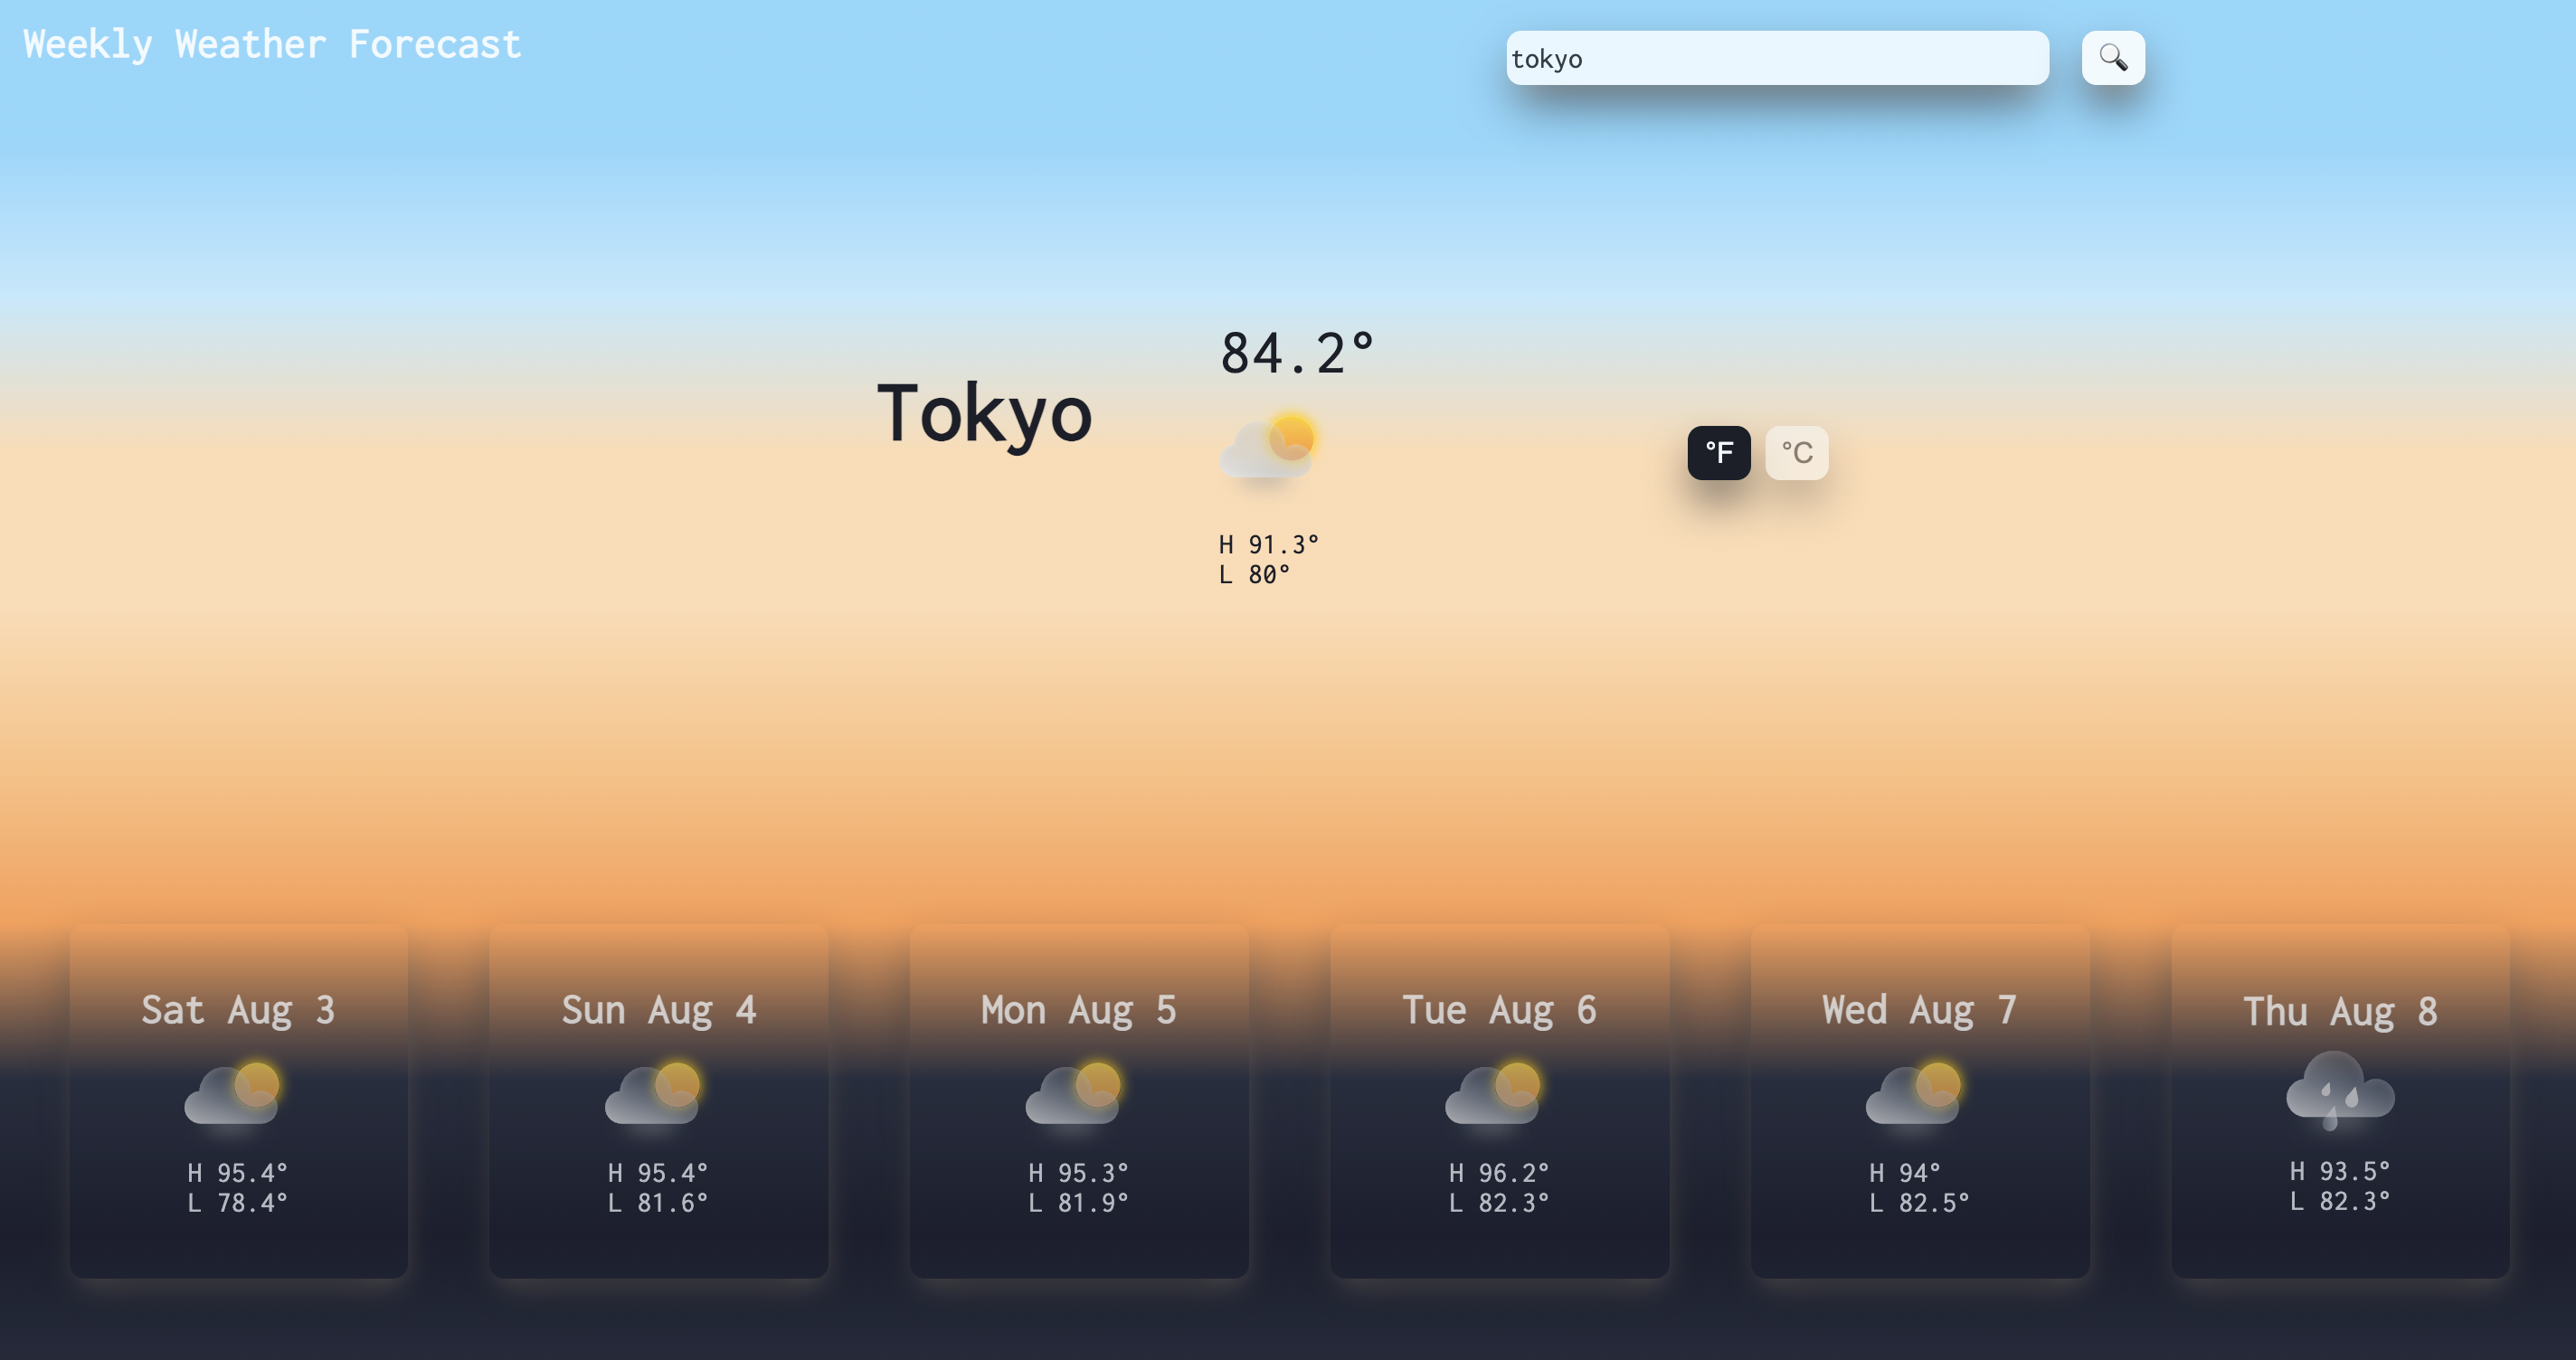 Weekly Weather Forecast
tokyo
Tokyo
84.2°
H 91.3°
L 80°
°F
°C
Sat Aug 3
H 95.4°
L 78.4°
Sun Aug 4
H 95.4°
L 81.6°
Mon Aug 5
H 95.3°
L 81.9°
Tue Aug 6
H 96.2°
L 82.3°
Wed Aug 7
H 94°
L 82.5°
Thu Aug 8
H 93.5°
L 82.3°